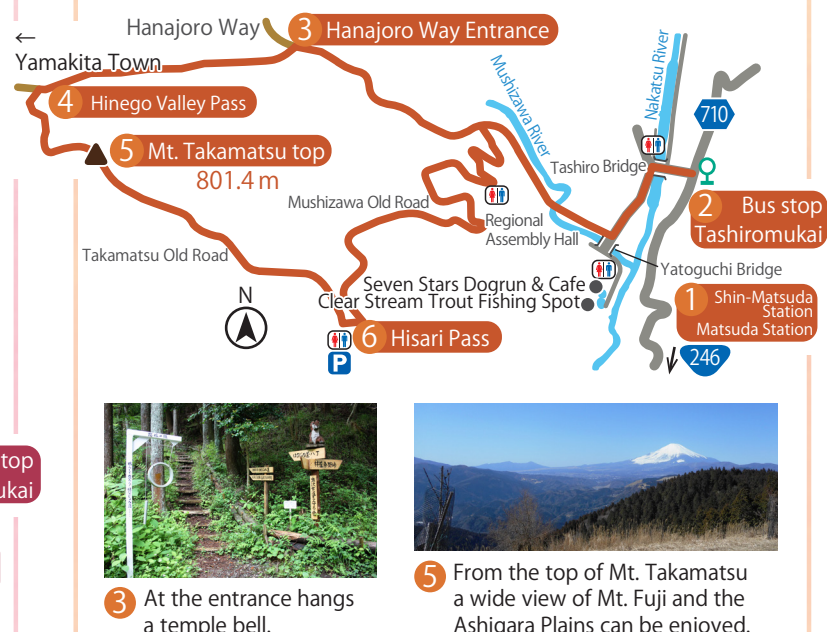 ←
Yamakita Town
Hanajoro Way
3 Hanajoro Way Entrance
4 Hinego Valley Pass
5 Mt. Takamatsu top
801.4 m
Mushizawa River
Nakatsu River
710
Tashiro Bridge
2 Bus stop
Tashiromukai
Mushizawa Old Road
Regional
Assembly Hall
Takamatsu Old Road
Yatoguchi Bridge
Seven Stars Dogrun & Cafe
Clear Stream Trout Fishing Spot
1 Shin-Matsuda
Station
Matsuda Station
N
6 Hisari Pass
P
246
top
ukai
3 At the entrance hangs
a temple bell.
5 From the top of Mt. Takamatsu
a wide view of Mt. Fuji and the
Ashigara Plains can be enjoyed.